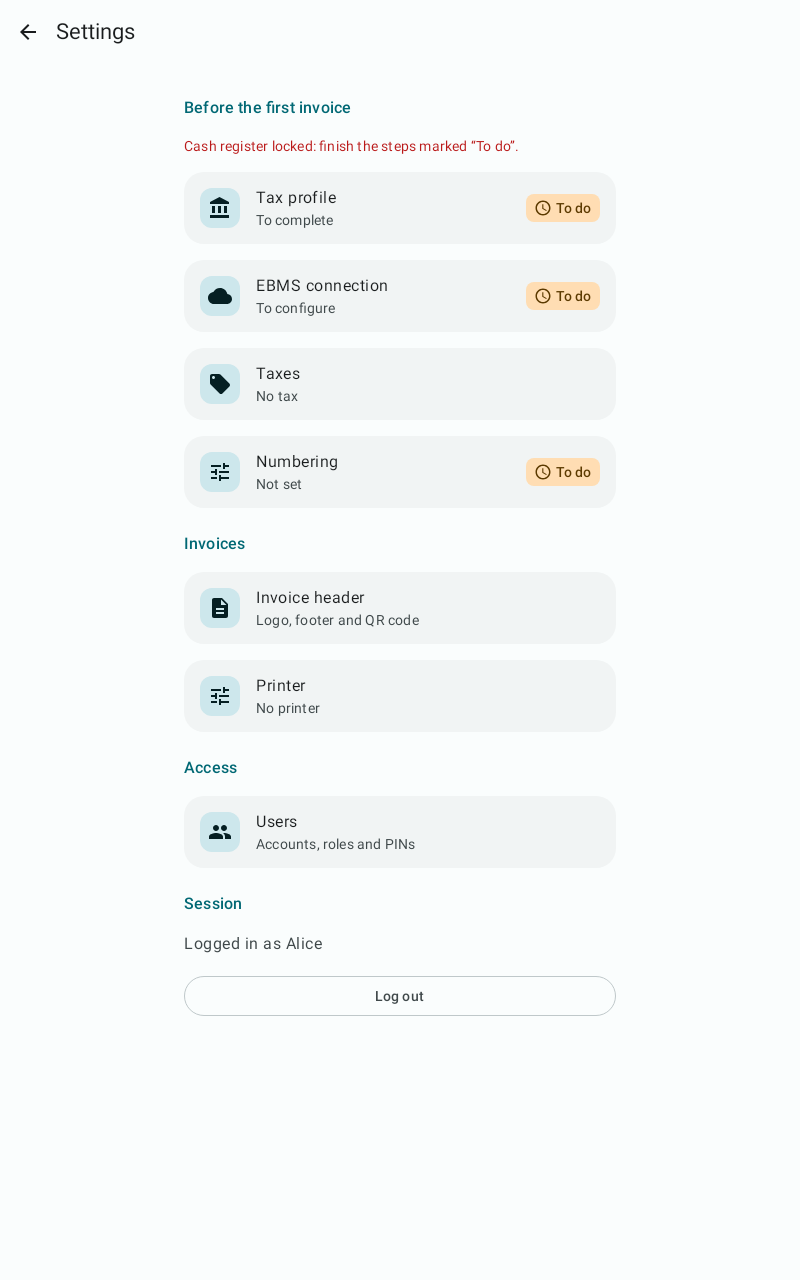 Settings
Before the first invoice
Cash register locked: finish the steps marked “To do”.
Tax profile
To complete
To do
EBMS connection
To configure
To do
Taxes
No tax
Numbering
Not set
To do
Invoices
Invoice header
Logo, footer and QR code
Printer
No printer
Access
Users
Accounts, roles and PINs
Session
Logged in as Alice
Log out